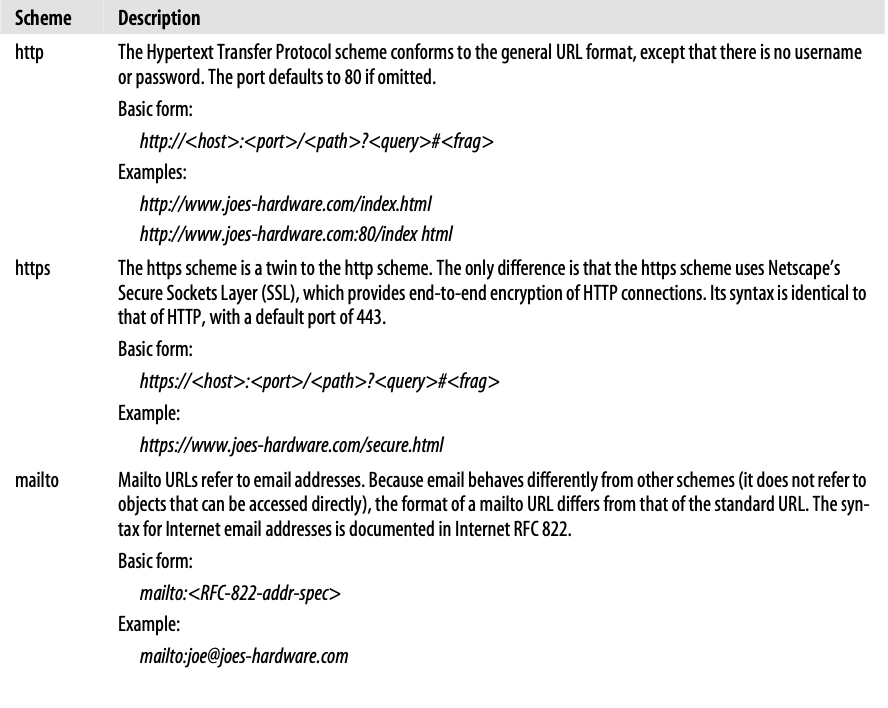 Scheme Description
http The Hypertext Transfer Protocol scheme conforms to the general URL format, except that there is no username
or password. The port defaults to 80 if omitted.
Basic form:
http://<host>:<port>/<path>?<query>#<frag>
Examples:
http://www.joes-hardware.com/index.html
http://www.joes-hardware.com:80/index html
https The https scheme is a twin to the http scheme. The only difference is that the https scheme uses Netscape’s
Secure Sockets Layer (SSL), which provides end-to-end encryption of HTTP connections. Its syntax is identical to
that of HTTP, with a default port of 443.
Basic form:
https://<host>:<port>/<path>?<query>#<frag>
Example:
https://www.joes-hardware.com/secure.html
mailto Mailto URLs refer to email addresses. Because email behaves differently from other schemes (it does not refer to
objects that can be accessed directly), the format of a mailto URL differs from that of the standard URL. The syn-
tax for Internet email addresses is documented in Internet RFC 822.
Basic form:
mailto:<RFC-822-addr-spec>
Example:
mailto:joe@joes-hardware.com